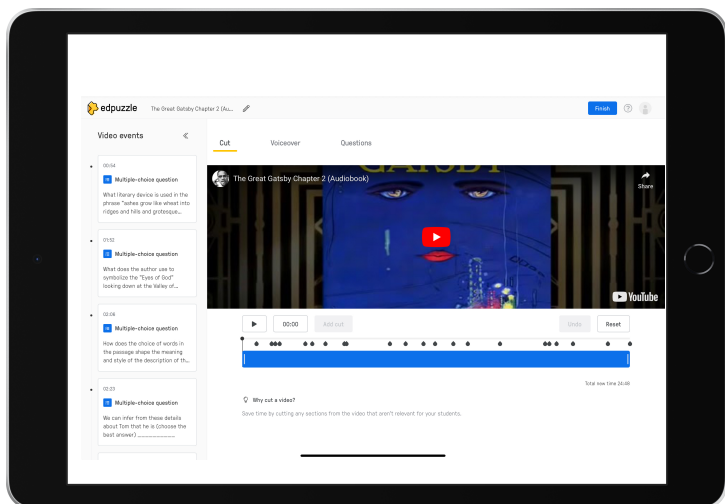 edpuzzle
The Great Gatsby Chapter 2 (Au...
Finish
Video events
Cut
Voiceover
Questions
00:54
Multiple-choice question
What literary device is used in the
phrase "ashes grow like wheat into
ridges and hills and grotesque...
01:52
Multiple-choice question
What does the author use to
symbolize the "Eyes of God"
looking down at the Valley of...
02:08
Multiple-choice question
How does the choice of words in
the passage shape the meaning
and style of the description of th...
02:23
Multiple-choice question
We can infer from these details
about Tom that he is (choose the
best answer) ____________
GATSBY
The Great Gatsby Chapter 2 (Audiobook)
Share
YouTube
00:00
Add cut
Undo
Reset
Total new time 24:48
Why cut a video?
Save time by cutting any sections from the video that aren't relevant for your students.